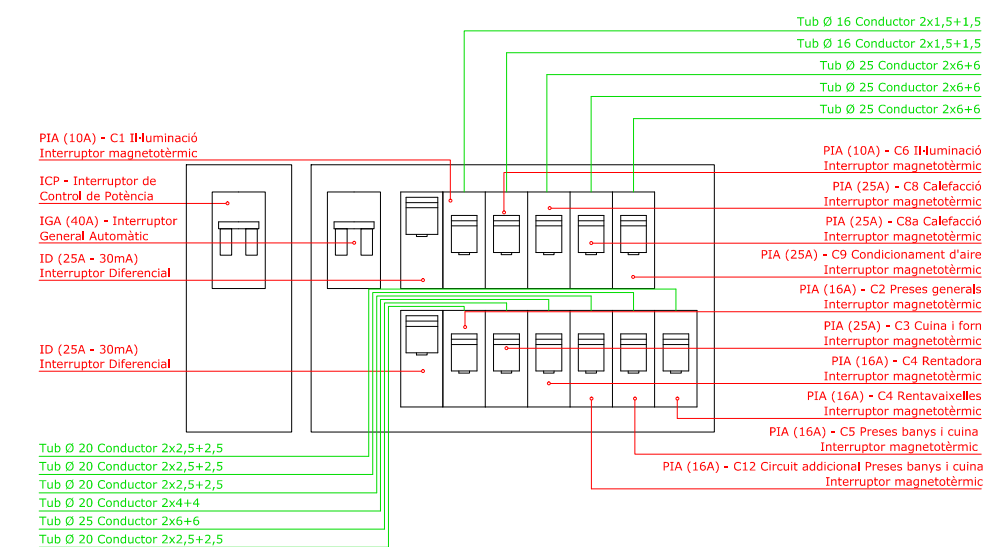 Tub Ø 16 Conductor 2x1,5+1,5
Tub Ø 16 Conductor 2x1,5+1,5
Tub Ø 25 Conductor 2x6+6
Tub Ø 25 Conductor 2x6+6
Tub Ø 25 Conductor 2x6+6
PIA (10A) - C1 Il·luminació
Interruptor magnetotèrmic
ICP - Interruptor de
Control de Potència
IGA (40A) - Interruptor
General Automàtic
ID (25A - 30mA)
Interruptor Diferencial
ID (25A - 30mA)
Interruptor Diferencial
PIA (10A) - C6 Il·luminació
Interruptor magnetotèrmic
PIA (25A) - C8 Calefacció
Interruptor magnetotèrmic
PIA (25A) - C8a Calefacció
Interruptor magnetotèrmic
PIA (25A) - C9 Condicionament d'aire
Interruptor magnetotèrmic
PIA (16A) - C2 Preses generals
Interruptor magnetotèrmic
PIA (25A) - C3 Cuina i forn
Interruptor magnetotèrmic
PIA (16A) - C4 Rentadora
Interruptor magnetotèrmic
PIA (16A) - C4 Rentavaixelles
Interruptor magnetotèrmic
PIA (16A) - C5 Preses banys i cuina
Interruptor magnetotèrmic
PIA (16A) - C12 Circuit addicional Preses banys i cuina
Interruptor magnetotèrmic
Tub Ø 20 Conductor 2x2,5+2,5
Tub Ø 20 Conductor 2x2,5+2,5
Tub Ø 20 Conductor 2x2,5+2,5
Tub Ø 20 Conductor 2x4+4
Tub Ø 25 Conductor 2x6+6
Tub Ø 20 Conductor 2x2,5+2,5